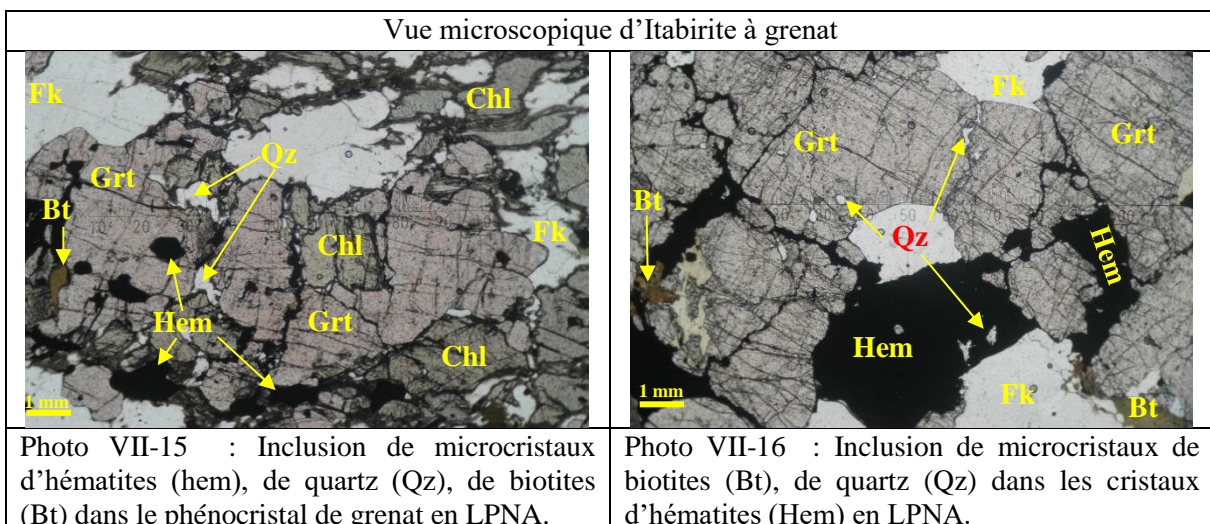 Vue microscopique d'Itabirite à grenat
Fk
Chl
Qz
Grt
Bt
Chl
Fk
Hem
Grt
Chl
1 mm
Fk
Grt
Grt
Bt
Qz
Hem
Hem
Fk
Bt
1 mm
Photo VII-15 : Inclusion de microcristaux
d'hématites (hem), de quartz (Qz), de biotites
(Bt) dans le phénocristal de grenat en LPNA.
Photo VII-16 : Inclusion de microcristaux de
biotites (Bt), de quartz (Qz) dans les cristaux
d'hématites (Hem) en LPNA.